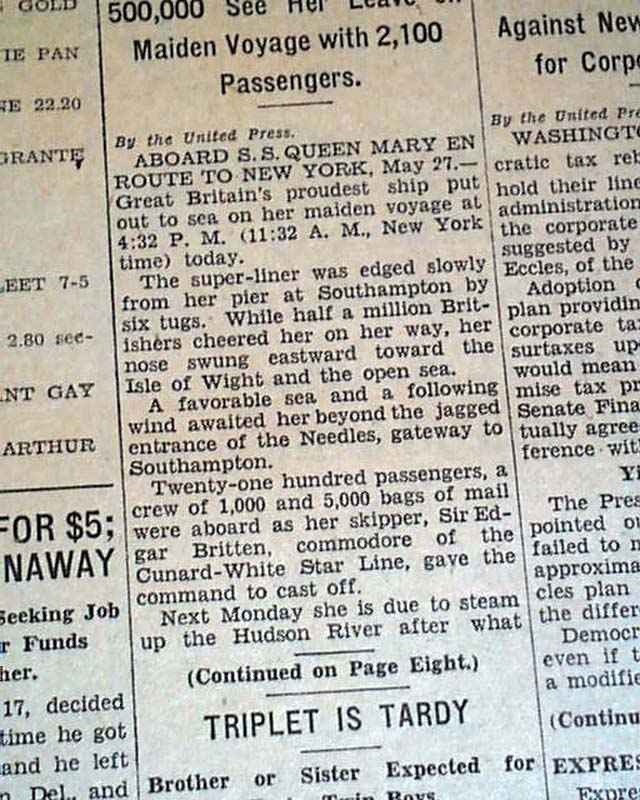 GOLD
IE PAN
NE 22.20
GRANTE
LEET 7-5
2.80 sec-
NT GAY
ARTHUR
FOR $5;
NAWAY
Seeking Job
r Funds
her.
17, decided
time he got
and he left
n Del., and
500,000 See Her Leave on
Maiden Voyage with 2,100
Passengers.
By the United Press.
ABOARD S. S. QUEEN MARY EN
ROUTE TO NEW YORK, May 27.—
Great Britain's proudest ship put
out to sea on her maiden voyage at
4:32 P. M. (11:32 A. M., New York
time) today.
The super-liner was edged slowly
from her pier at Southampton by
six tugs. While half a million Brit-
ishers cheered her on her way, her
nose swung eastward toward the
Isle of Wight and the open sea.
A favorable sea and a following
wind awaited her beyond the jagged
entrance of the Needles, gateway to
Southampton.
Twenty-one hundred passengers, a
crew of 1,000 and 5,000 bags of mail
were aboard as her skipper, Sir Ed-
gar Britten, commodore of the
Cunard-White Star Line, gave the
command to cast off.
Next Monday she is due to steam
up the Hudson River after what
(Continued on Page Eight.)
TRIPLET IS TARDY
Brother or Sister Expected for
Twin Boys
Against New
for Corpo
By the United Pre
WASHINGTO
cratic tax reb
hold their line
administration
the corporate
suggested by
Eccles, of the
Adoption
plan providin
corporate ta
surtaxes up
would mean
mise tax pr
Senate Fina
tually agree
ference wit
The Pres
pointed ou
failed to n
approxima
cles plan
the differ
Democr
even if t
a modifie
(Continu
EXPRES
Expre